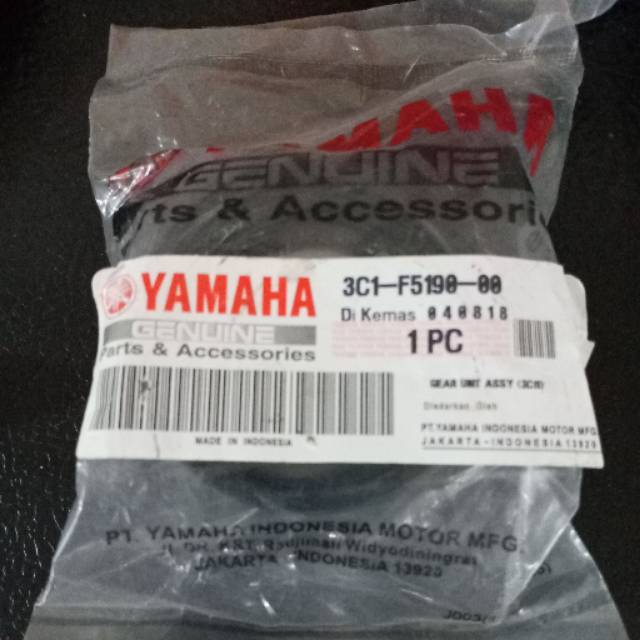 YAMAHA
GENUINE
Parts & Accessories
YAMAHA
GENUINE
Parts & Accessories
3C1-F5190-00
Di Kemas 040818
1 PC
GEAR UNIT ASSY
PT.YAMAHA INDONESIA MOTOR MFG
JAKARTA-INDONESIA 13920
MADE IN INDONESIA
PT. YAMAHA INDONESIA MOTOR MFG.
JAKARTA - INDONESIA 13920